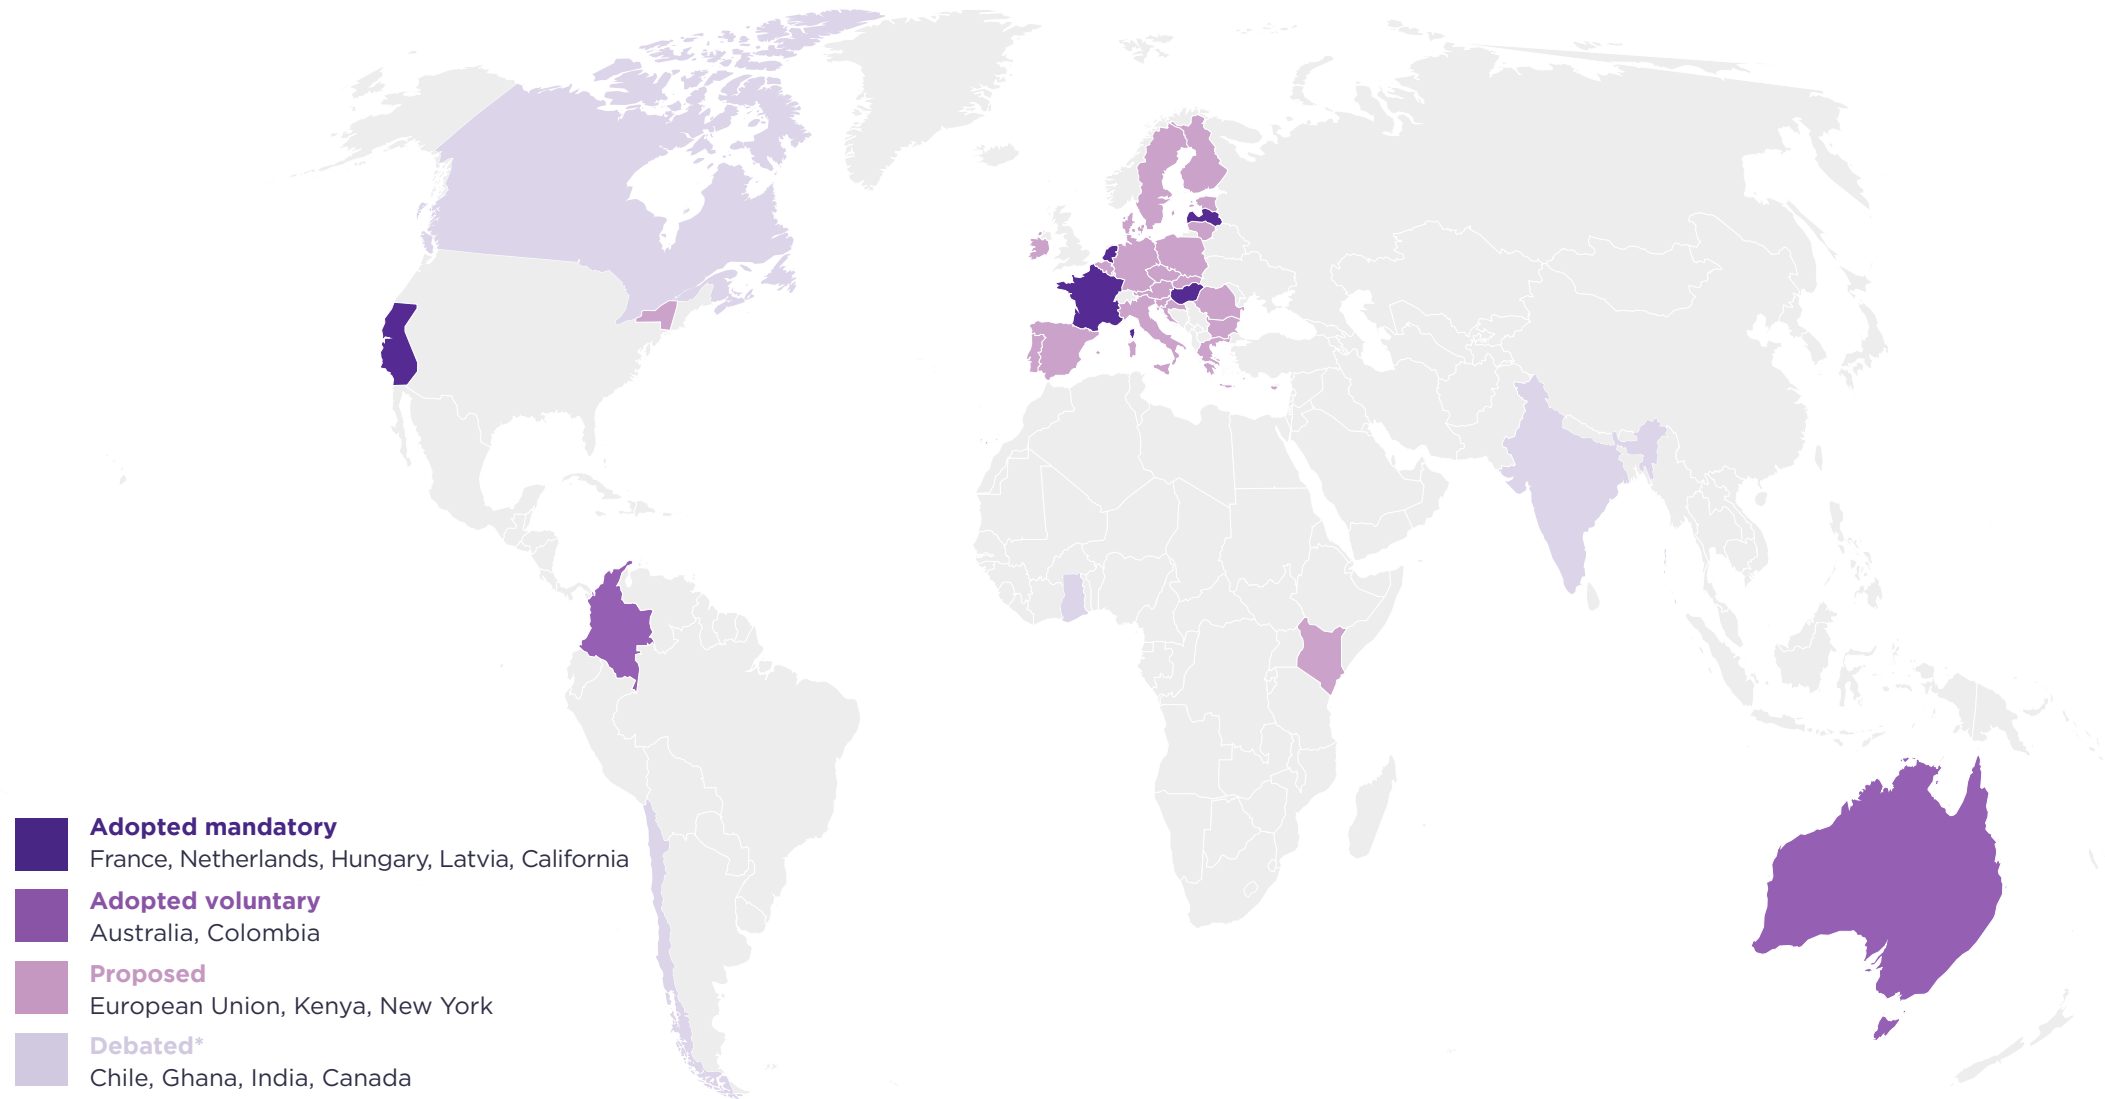 Adopted mandatory
France, Netherlands, Hungary, Latvia, California
Adopted voluntary
Australia, Colombia
Proposed
European Union, Kenya, New York
Debated*
Chile, Ghana, India, Canada